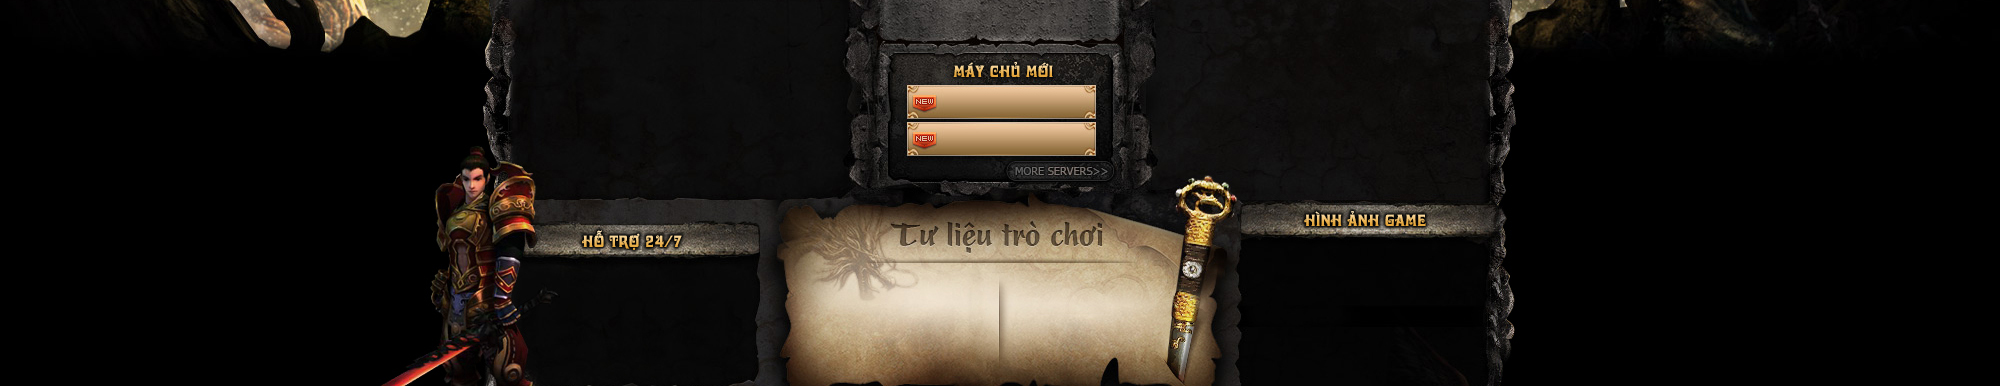 MÁY CHỦ MỚI
NEW
NEW
MORE SERVERS>>
HỖ TRỢ 24/7
Tư liệu trò chơi
HÌNH ẢNH GAME